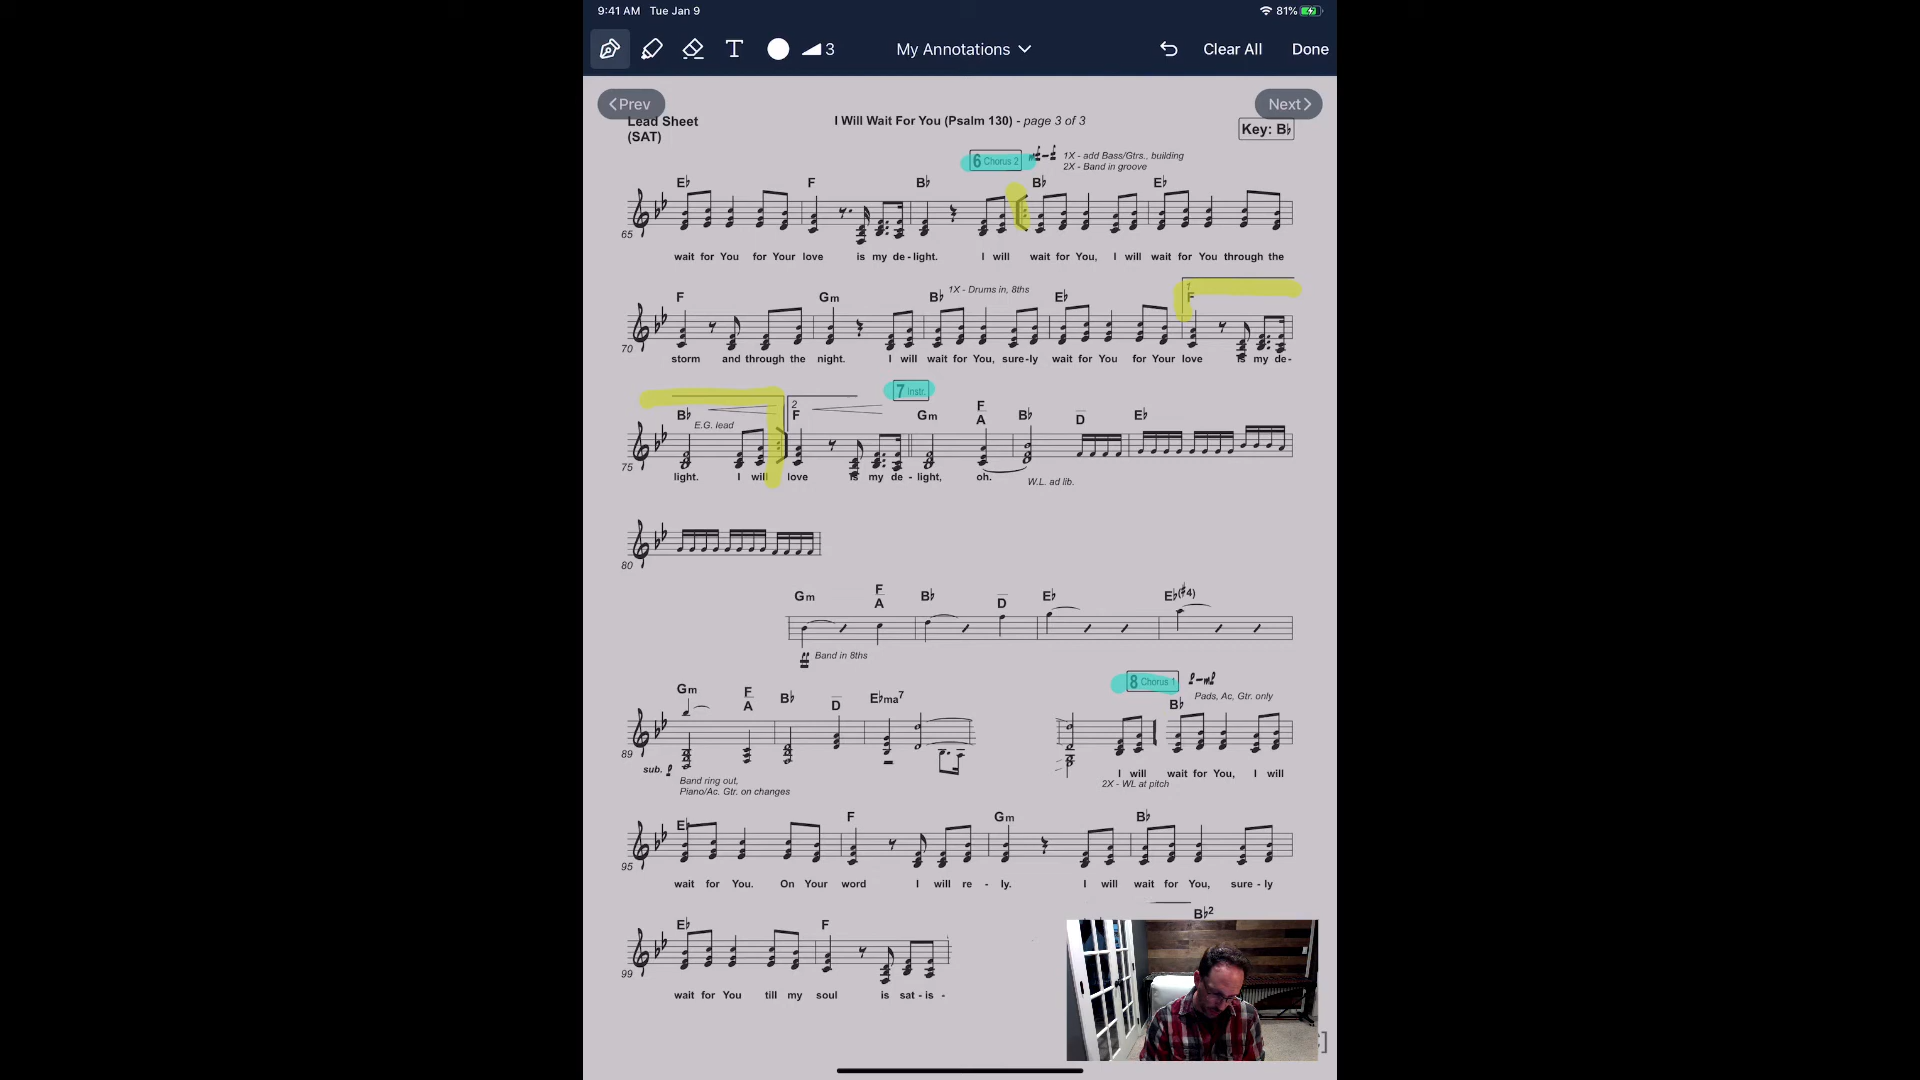 9:41 AM Tue Jan 9 81%
T 3 My Annotations Clear All Done
Prev Next
Lead Sheet
(SAT)
I Will Wait For You (Psalm 130) - page 3 of 3
Key: B♭
6 Chorus 2
1X - add Bass/Gtrs., building
2X - Band in groove
E♭ F B♭ B♭ E♭
65
wait for You for Your love is my de - light. I will wait for You, I will wait for You through the
1X - Drums in, 8ths
1
F Gm B♭ E♭ F
70
storm and through the night. I will wait for You, sure-ly wait for You for Your love is my de-
7 Instr.
2
B♭ F Gm F/A B♭ D E♭
E.G. lead
75
light. I will love is my de - light, oh.
W.L. ad lib.
80
Gm F/A B♭ D E♭ E♭(♯4)
ff Band in 8ths
8 Chorus 1 p-mp
Pads, Ac, Gtr. only
Gm F/A B♭ D E♭ma7 B♭
89
sub. p
Band ring out,
Piano/Ac. Gtr. on changes
I will wait for You, I will
2X - WL at pitch
E♭ F Gm B♭
95
wait for You. On Your word I will re - ly. I will wait for You, sure - ly
B♭2
E♭ F
99
wait for You till my soul is sat - is -